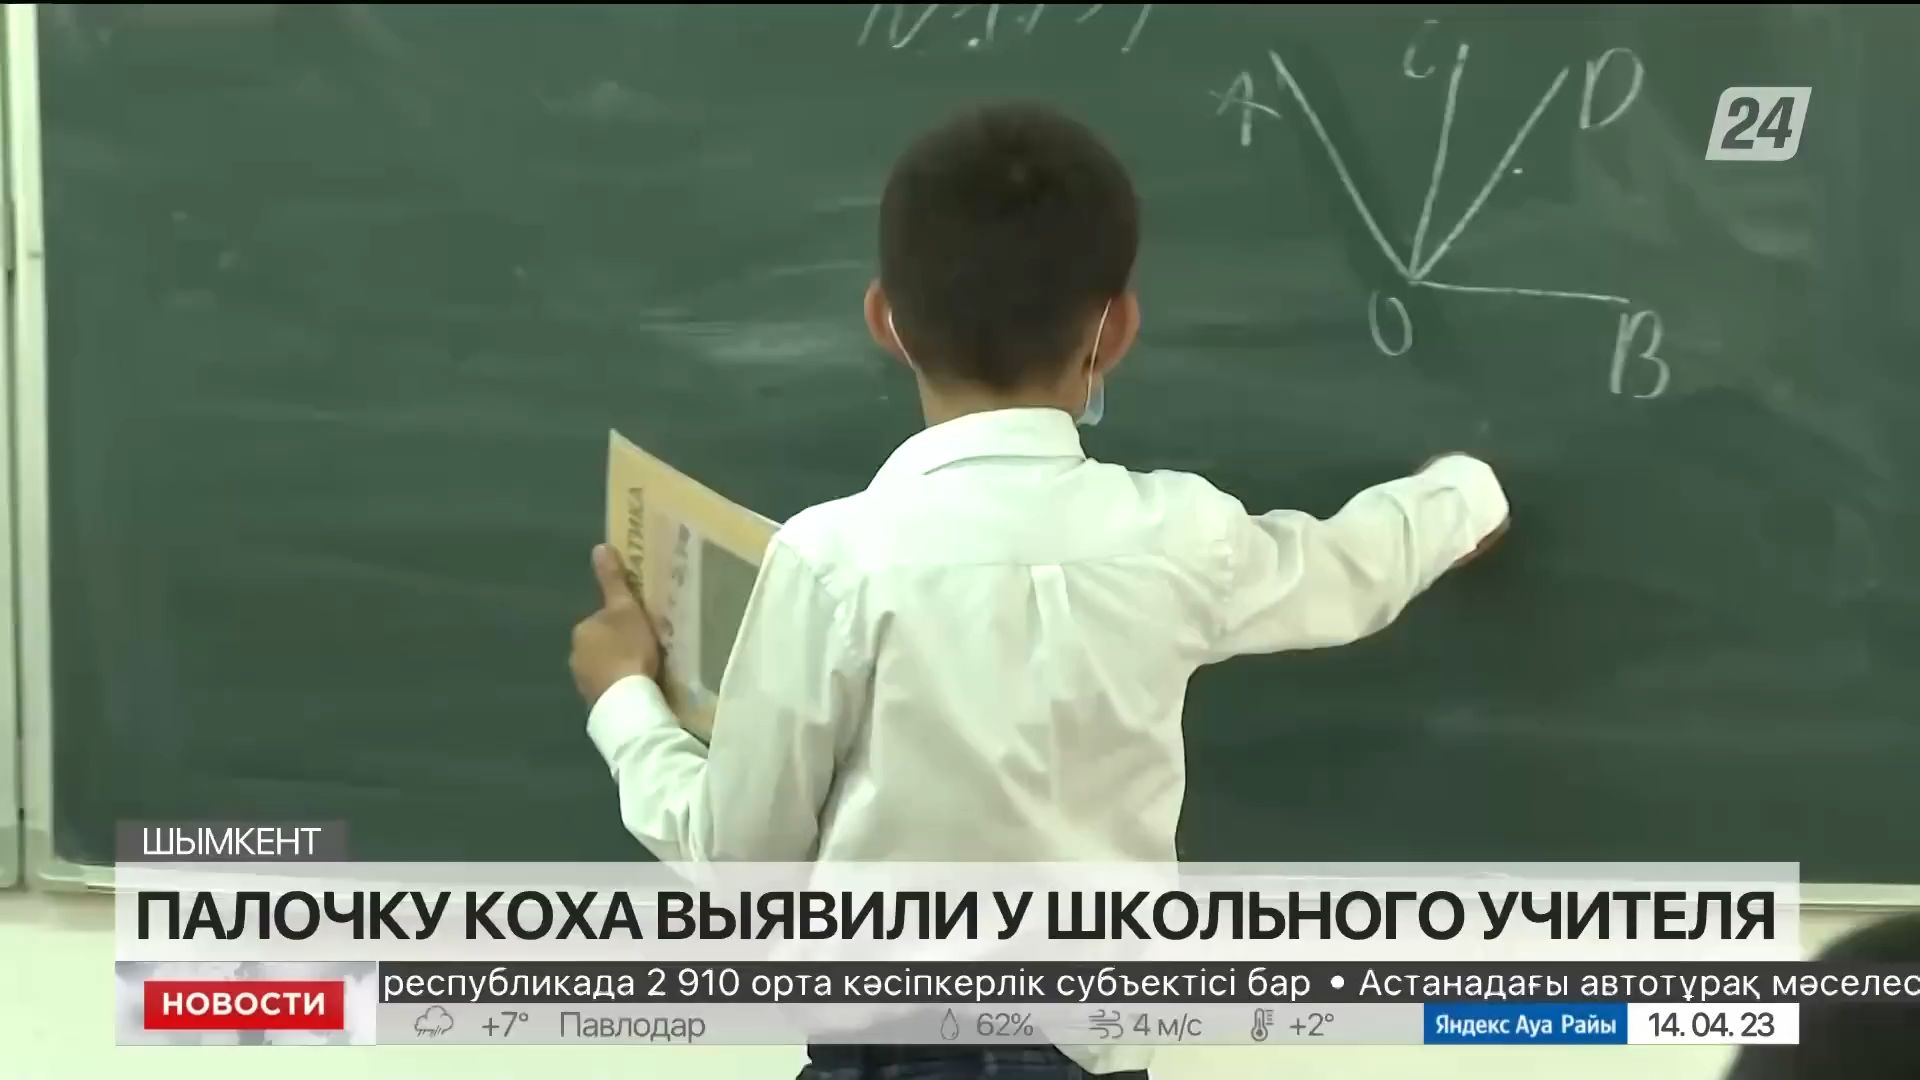 A
C
D
24
O
B
МАТИКА
ШЫМКЕНТ
ПАЛОЧКУ КОХА ВЫЯВИЛИ У ШКОЛЬНОГО УЧИТЕЛЯ
НОВОСТИ
республикада 2 910 орта кәсіпкерлік субъектісі бар • Астанадағы автотұрақ мәселес
+7° Павлодар 62% 4 м/с +2° Яндекс Ауа Райы 14. 04. 23